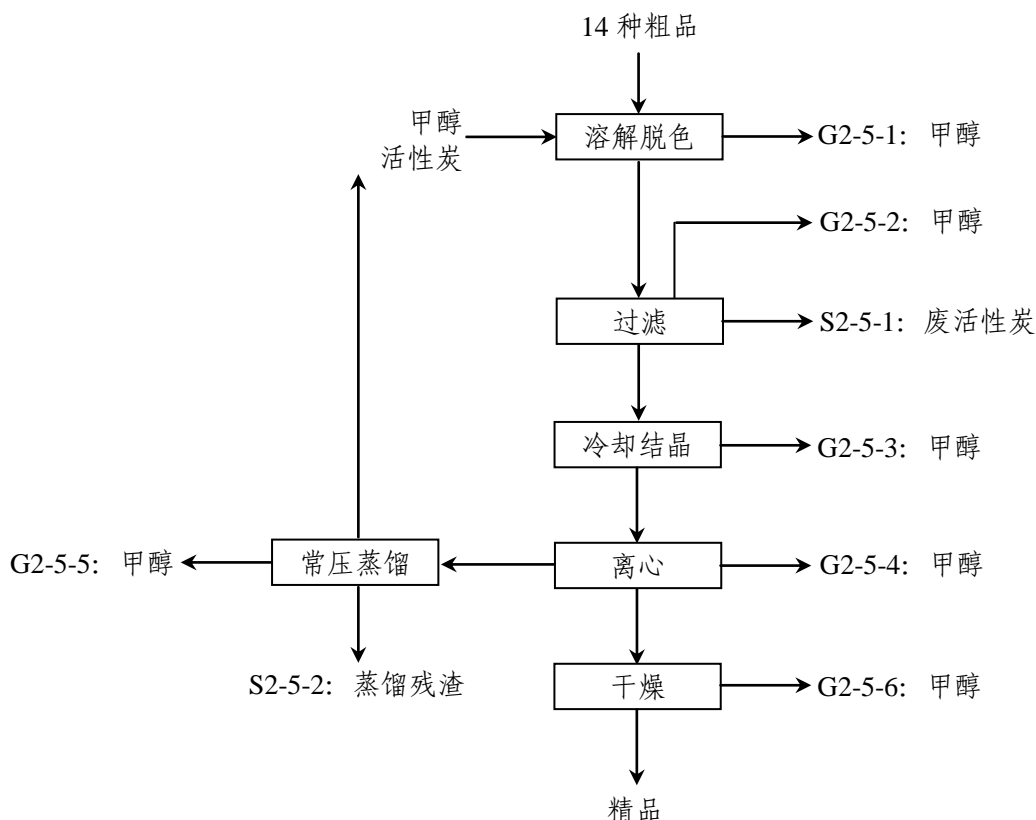 14 种粗品
甲醇
活性炭
溶解脱色
G2-5-1: 甲醇
G2-5-2: 甲醇
过滤
S2-5-1: 废活性炭
冷却结晶
G2-5-3: 甲醇
G2-5-5: 甲醇
常压蒸馏
离心
G2-5-4: 甲醇
S2-5-2: 蒸馏残渣
干燥
G2-5-6: 甲醇
精品